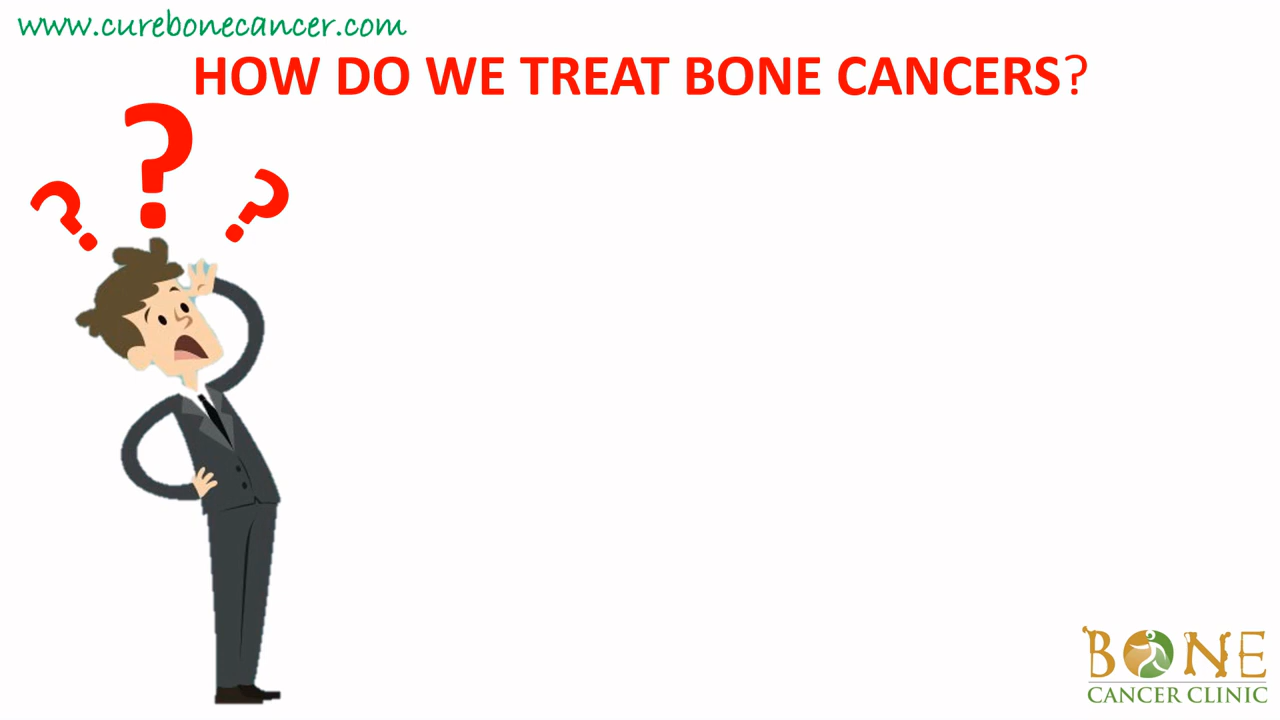 www.curebonecancer.com
HOW DO WE TREAT BONE CANCERS?
?
?
?
BONE
CANCER CLINIC